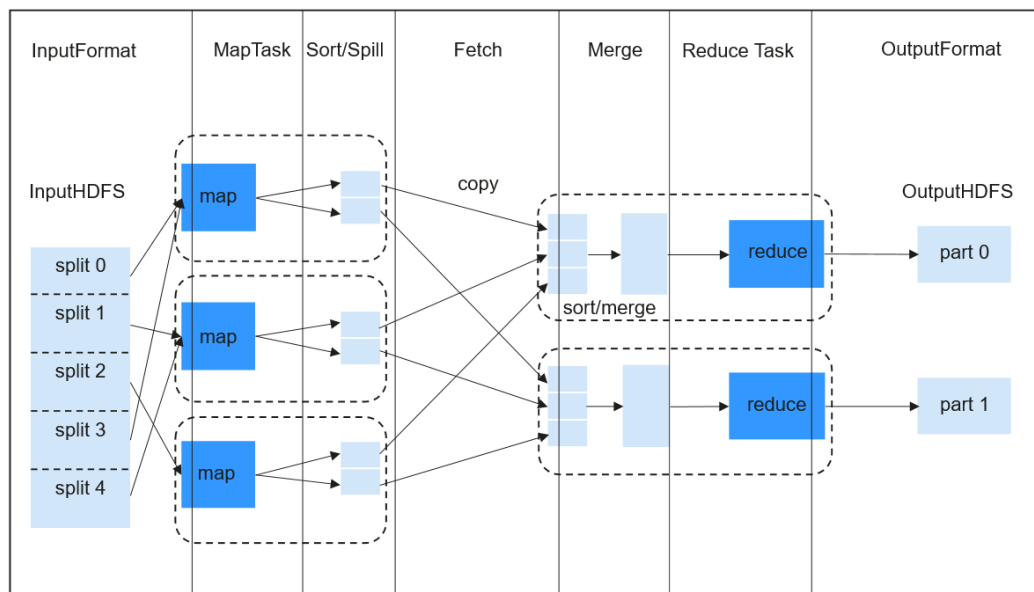 InputFormat
MapTask
Sort/Spill
Fetch
Merge
Reduce Task
OutputFormat
InputHDFS
split 0
split 1
split 2
split 3
split 4
map
map
map
copy
sort/merge
reduce
reduce
OutputHDFS
part 0
part 1